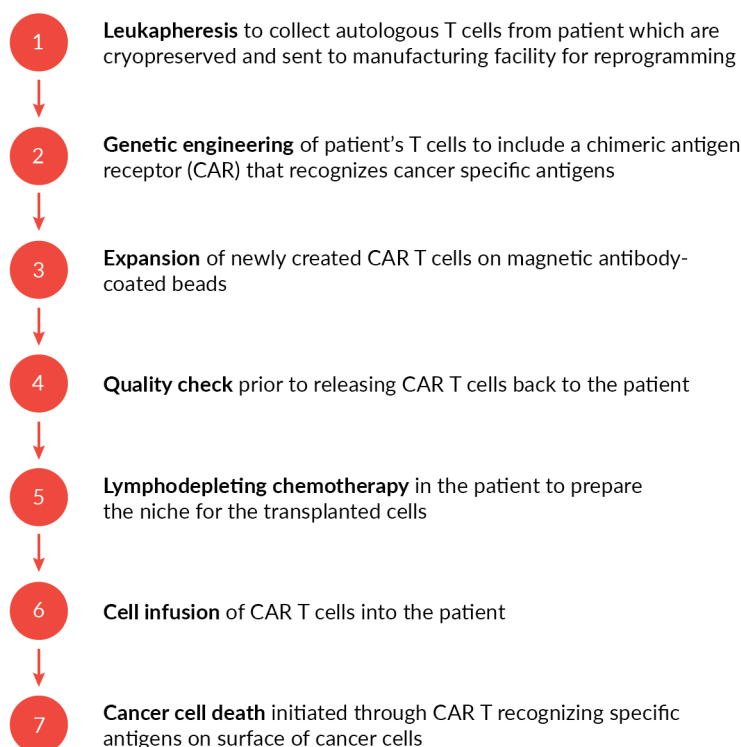 1
Leukapheresis to collect autologous T cells from patient which are
cryopreserved and sent to manufacturing facility for reprogramming
2
Genetic engineering of patient’s T cells to include a chimeric antigen
receptor (CAR) that recognizes cancer specific antigens
3
Expansion of newly created CAR T cells on magnetic antibody-
coated beads
4
Quality check prior to releasing CAR T cells back to the patient
5
Lymphodepleting chemotherapy in the patient to prepare
the niche for the transplanted cells
6
Cell infusion of CAR T cells into the patient
7
Cancer cell death initiated through CAR T recognizing specific
antigens on surface of cancer cells